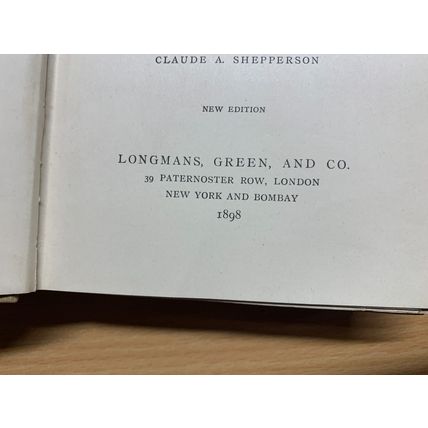 CLAUDE A. SHEPPERSON
NEW EDITION
LONGMANS, GREEN, AND CO.
39 PATERNOSTER ROW, LONDON
NEW YORK AND BOMBAY
1898